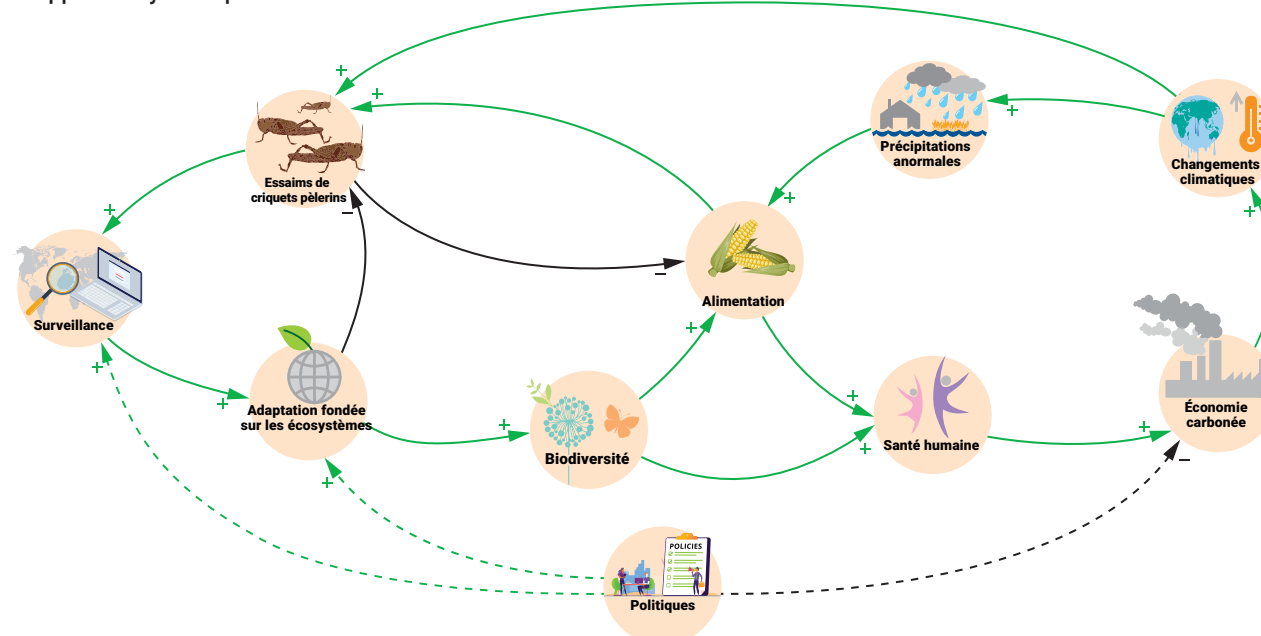 Précipitations
anormales
Changements
climatiques
Essaims de
criquets pèlerins
Alimentation
Surveillance
Adaptation fondée
sur les écosystèmes
Biodiversité
Santé humaine
Économie
carbonée
POLICIES
Politiques
+
+
+
+
+
+
−
−
+
+
+
+
+
+
+
+
+
−